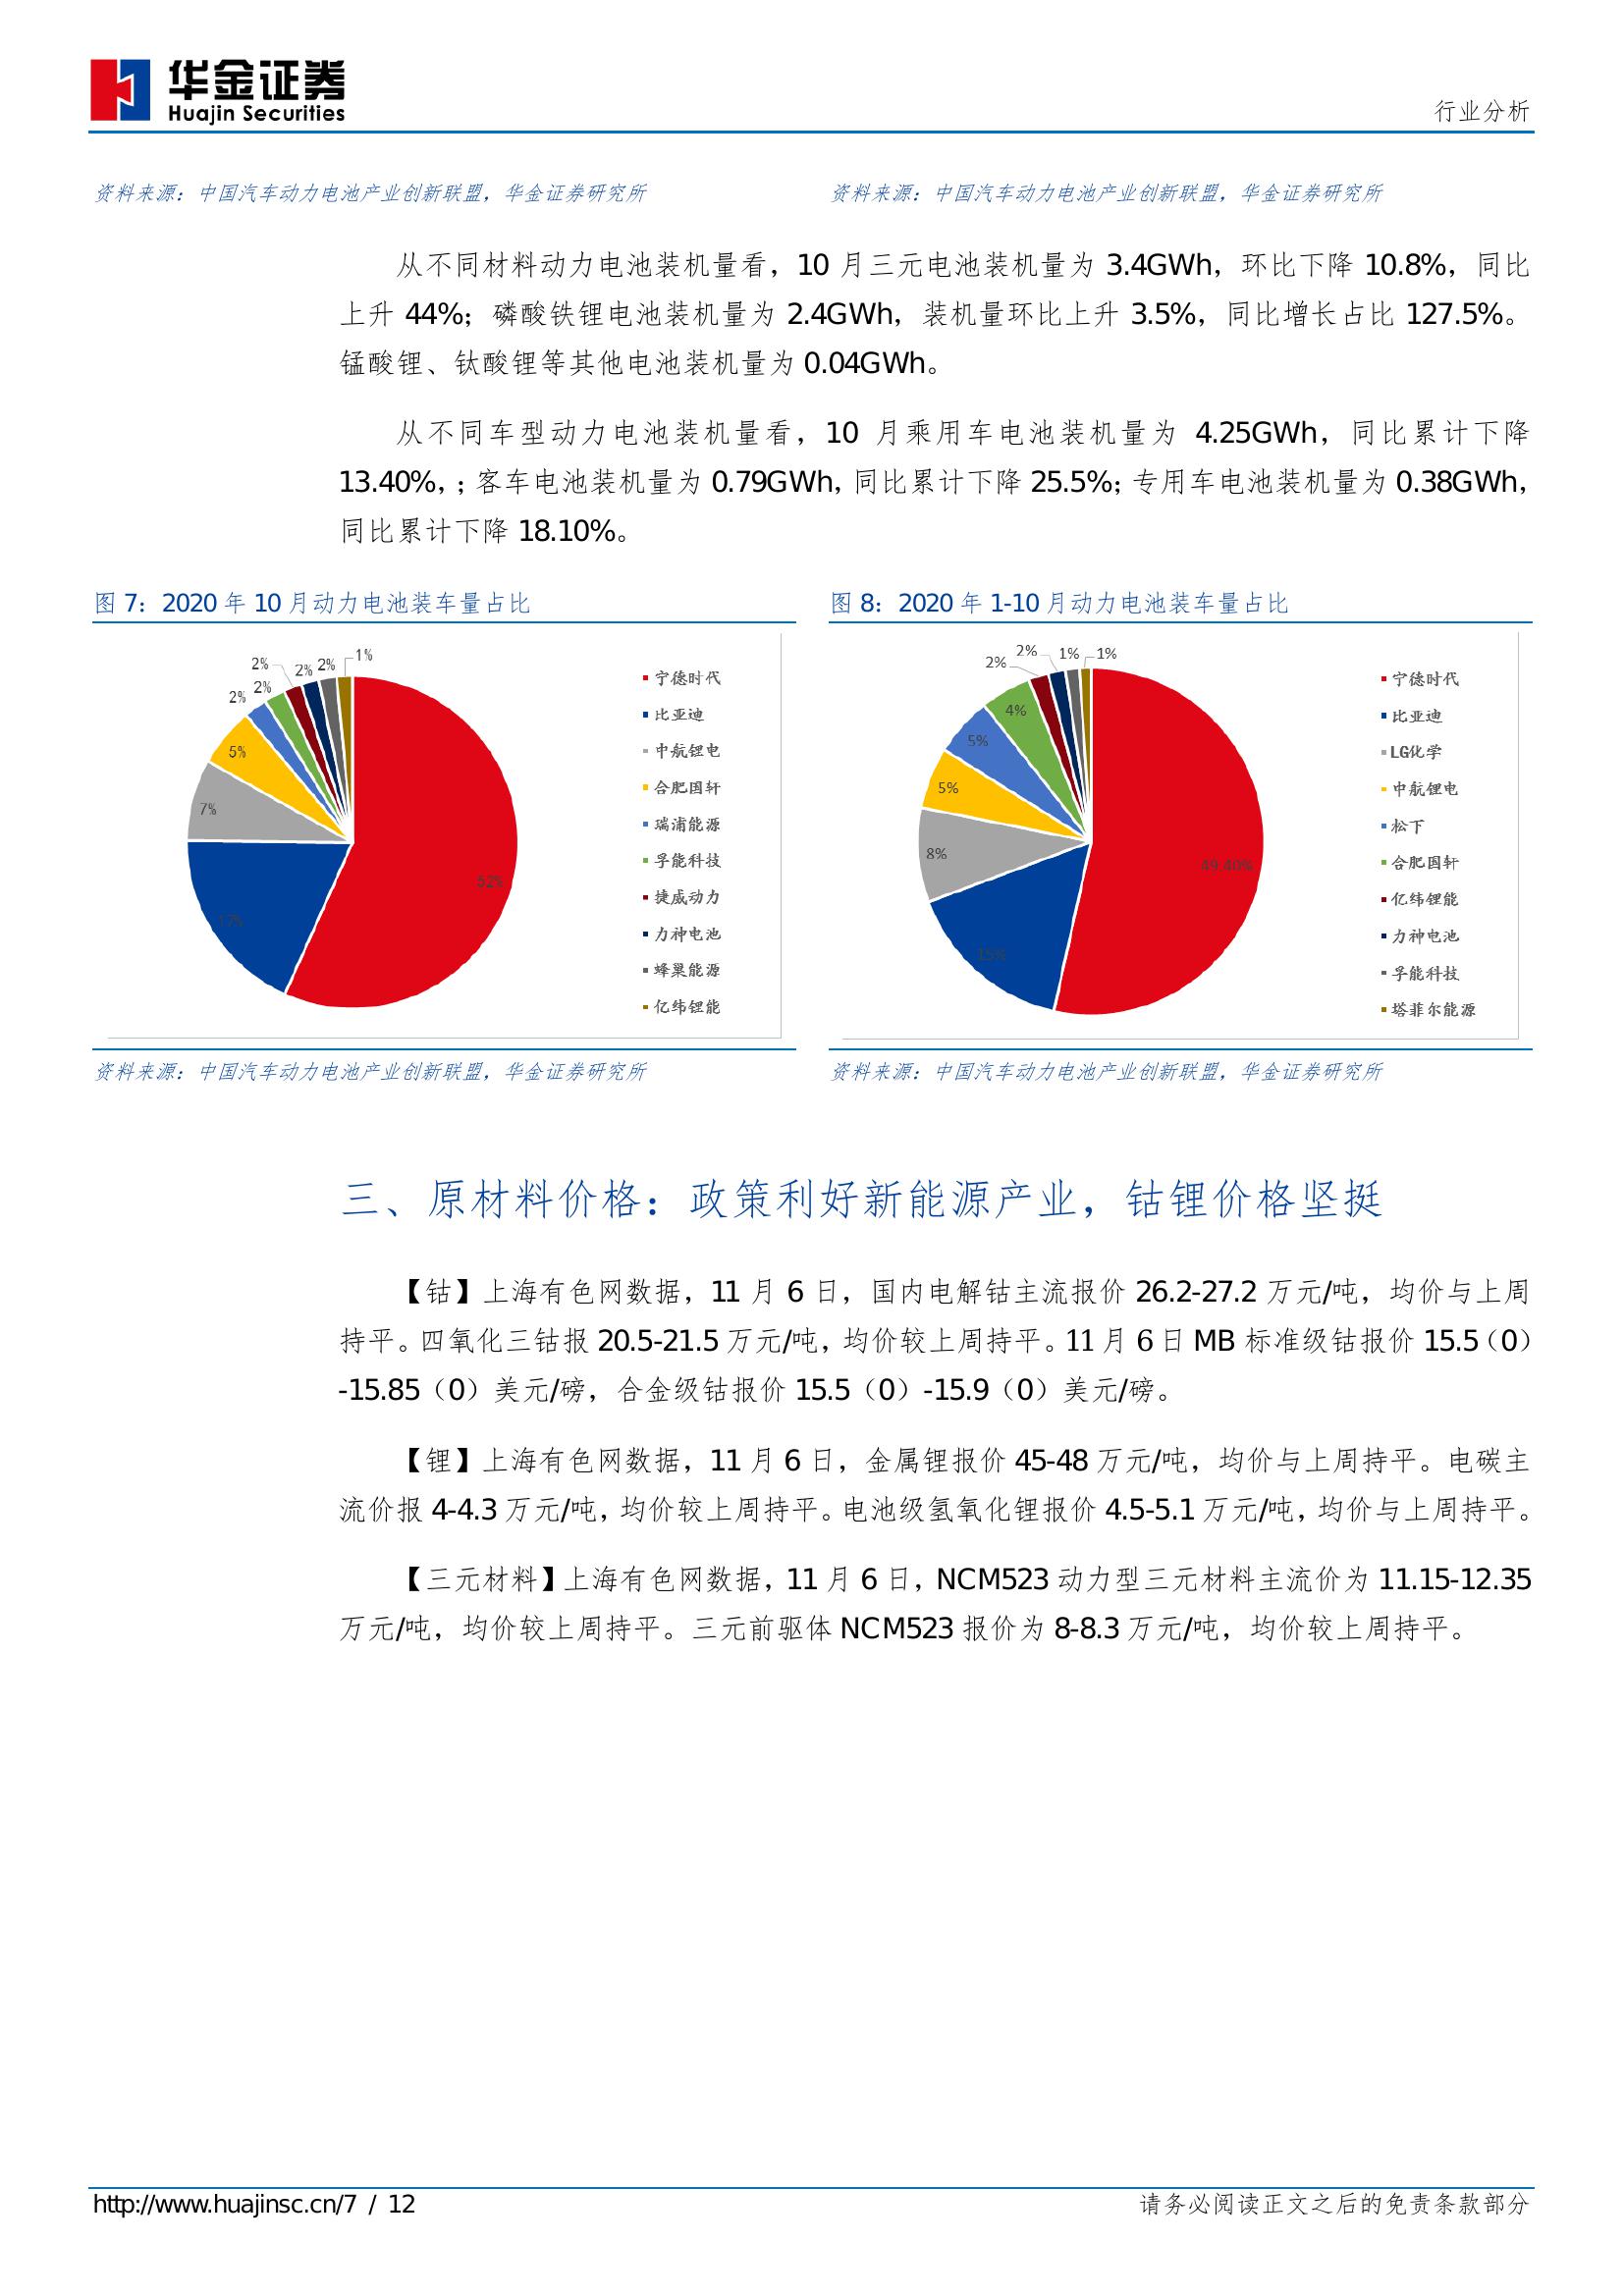 华金证券
Huajin Securities
行业分析
资料来源：中国汽车动力电池产业创新联盟，华金证券研究所
资料来源：中国汽车动力电池产业创新联盟，华金证券研究所
从不同材料动力电池装机量看，10 月三元电池装机量为 3.4GWh，环比下降 10.8%，同比
上升 44%；磷酸铁锂电池装机量为 2.4GWh，装机量环比上升 3.5%，同比增长占比 127.5%。
锰酸锂、钛酸锂等其他电池装机量为 0.04GWh。
从不同车型动力电池装机量看，10 月乘用车电池装机量为 4.25GWh，同比累计下降
13.40%，；客车电池装机量为 0.79GWh，同比累计下降 25.5%；专用车电池装机量为 0.38GWh，
同比累计下降 18.10%。
图 7：2020 年 10 月动力电池装车量占比
52%
17%
7%
5%
2%
2%
2%
2%
2%
1%
宁德时代
比亚迪
中航锂电
合肥国轩
瑞浦能源
孚能科技
捷威动力
力神电池
蜂巢能源
亿纬锂能
资料来源：中国汽车动力电池产业创新联盟，华金证券研究所
图 8：2020 年 1-10 月动力电池装车量占比
49.40%
15%
8%
5%
5%
4%
2%
2%
1%
1%
宁德时代
比亚迪
LG化学
中航锂电
松下
合肥国轩
亿纬锂能
力神电池
孚能科技
塔菲尔能源
资料来源：中国汽车动力电池产业创新联盟，华金证券研究所
三、原材料价格：政策利好新能源产业，钴锂价格坚挺
【钴】上海有色网数据，11 月 6 日，国内电解钴主流报价 26.2-27.2 万元/吨，均价与上周
持平。四氧化三钴报 20.5-21.5 万元/吨，均价较上周持平。11 月 6 日 MB 标准级钴报价 15.5（0）
-15.85（0）美元/磅，合金级钴报价 15.5（0）-15.9（0）美元/磅。
【锂】上海有色网数据，11 月 6 日，金属锂报价 45-48 万元/吨，均价与上周持平。电碳主
流价报 4-4.3 万元/吨，均价较上周持平。电池级氢氧化锂报价 4.5-5.1 万元/吨，均价与上周持平。
【三元材料】上海有色网数据，11 月 6 日，NCM523 动力型三元材料主流价为 11.15-12.35
万元/吨，均价较上周持平。三元前驱体 NCM523 报价为 8-8.3 万元/吨，均价较上周持平。
http://www.huajinsc.cn/7 / 12
请务必阅读正文之后的免责条款部分